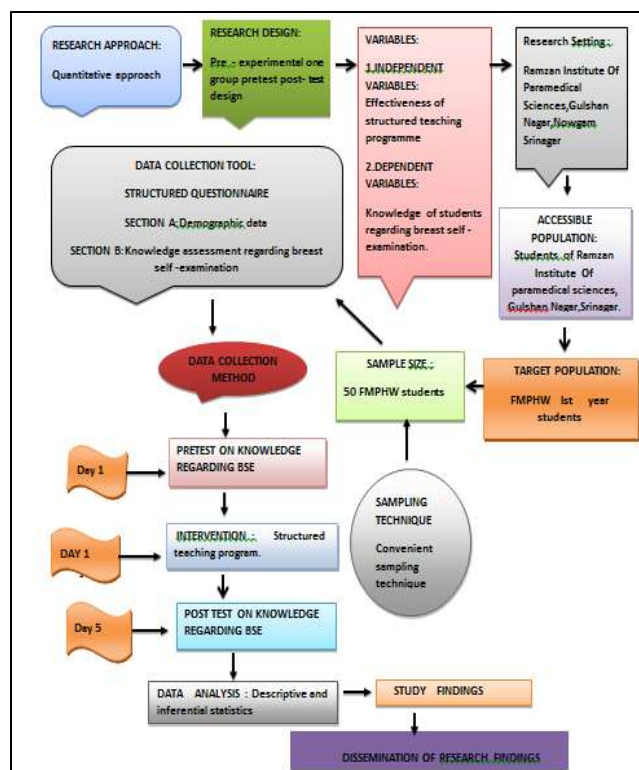 RESEARCH APPROACH:
Quantitative approach
RESEARCH DESIGN:
Pre - experimental one
group pretest post- test
design
VARIABLES:
1.INDEPENDENT
VARIABLES:
Effectiveness of
structured teaching
programme
2.DEPENDENT
VARIABLES:
Knowledge of students
regarding breast self -
examination.
Research Setting :
Ramzan Institute Of
Paramedical
Sciences,Gulshan
Nagar,Nowgam
Srinagar
ACCESSIBLE
POPULATION:
Students of Ramzan
Institute Of
paramedical sciences,
Gulshan Nagar,Srinagar.
TARGET POPULATION:
FMPHW Ist year
students
SAMPLE SIZE :
50 FMPHW students
SAMPLING
TECHNIQUE
Convenient
sampling
technique
DATA COLLECTION TOOL:
STRUCTURED QUESTIONNAIRE
SECTION A:Demographic data
SECTION B:Knowledge assessment regarding breast
self -examination
DATA COLLECTION
METHOD
Day 1
PRETEST ON KNOWLEDGE
REGARDING BSE
DAY 1
INTERVENTION : Structured
teaching program.
Day 5
POST TEST ON KNOWLEDGE
REGARDING BSE
DATA ANALYSIS : Descriptive and
inferential statistics
STUDY FINDINGS
DISSEMINATION OF RESEARCH FINDINGS